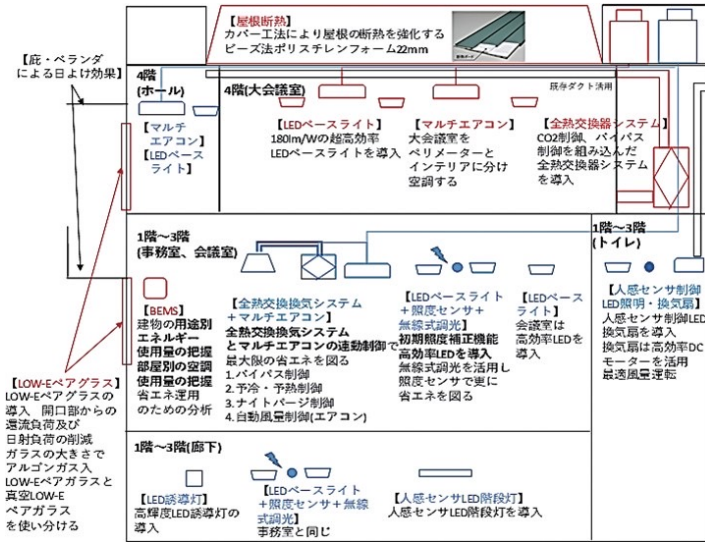 【屋根断熱】
カバー工法により屋根の断熱を強化する
ビーズ法ポリスチレンフォーム22mm
【庇・ベランダ
による日よけ効果】
4階
(ホール)
【マルチ
エアコン】
【LEDベース
ライト】
4階(大会議室)
既存ダクト活用
【LEDベースライト】
180lm/Wの超高効率
LEDベースライトを導入
【マルチエアコン】
大会議室を
ペリメーターと
インテリアに分け
空調する
【全熱交換器システム】
CO2制御、バイパス
制御を組み込んだ
全熱交換器システム
を導入
1階～3階
(事務室、会議室)
【BEMS】
建物の用途別
エネルギー
使用量の把握
部屋別の空調
使用量の把握
省エネ運用
のための分析
【全熱交換換気システム
＋マルチエアコン】
全熱交換換気システム
とマルチエアコンの連動制御で
最大限の省エネを図る
1.バイパス制御
2.予冷・予熱制御
3.ナイトパージ制御
4.自動風量制御(エアコン)
【LEDベースライト
＋照度センサ＋
無線式調光】
初期照度補正機能
高効率LEDを導入
無線式調光を活用し
照度センサで更に
省エネを図る
【LEDベース
ライト】
会議室は
高効率LEDを
導入
1階～3階
(トイレ)
【人感センサ制御
LED照明・換気扇】
人感センサ制御LED
換気扇を導入
換気扇は高効率DC
モーターを活用
最適風量運転
【LOW-Eペアグラス】
LOW-Eペアグラスの
導入　開口部からの
還流負荷及び
日射負荷の削減
ガラスの大きさで
アルゴンガス入
LOW-Eペアグラスと
真空LOW-E
ペアガラス
を使い分ける
1階～3階(廊下)
【LED誘導灯】
高輝度LED誘導灯の
導入
【LEDベースライト
＋照度センサ＋無線
式調光】
事務室と同じ
【人感センサLED階段灯】
人感センサLED階段灯を導入